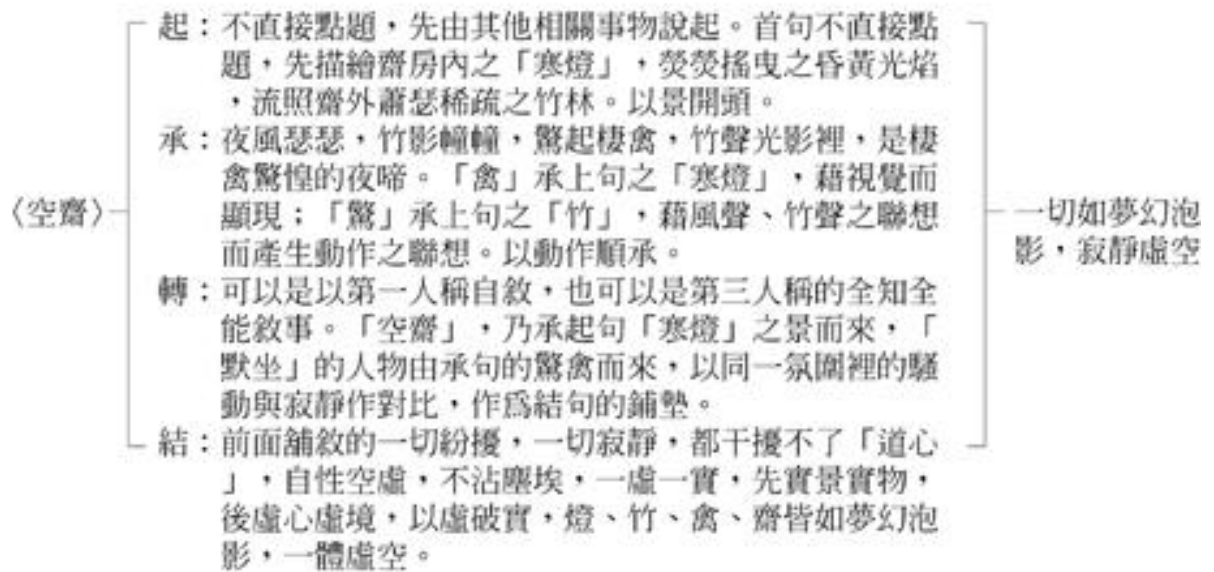 起：不直接點題，先由其他相關事物說起。首句不直接點
題，先描繪齋房內之「寒燈」，熒熒搖曳之昏黃光焰
，流照齋外蕭瑟稀疏之竹林。以景開頭。
承：夜風瑟瑟，竹影幢幢，驚起棲禽，竹聲光影裡，是棲
禽驚惶的夜啼。「禽」承上句之「寒燈」，藉視覺而
顯現；「驚」承上句之「竹」，藉風聲、竹聲之聯想
而產生動作之聯想。以動作順承。
轉：可以是以第一人稱自敘，也可以是第三人稱的全知全
能敘事。「空齋」，乃承起句「寒燈」之景而來，「
默坐」的人物由承句的驚禽而來，以同一氛圍裡的騷
動與寂靜作對比，作為結句的鋪墊。
結：前面舖敘的一切紛擾，一切寂靜，都干擾不了「道心
」，自性空虛，不沾塵埃，一虛一實，先實景實物，
後虛心虛境，以虛破實，燈、竹、禽、齋皆如夢幻泡
影，一體虛空。
〈空齋〉
一切如夢幻泡
影，寂靜虛空